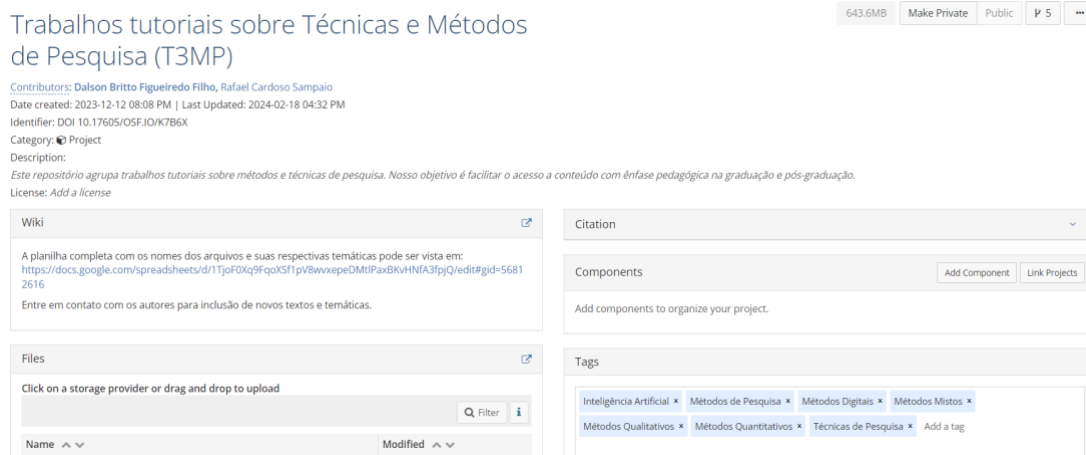 Trabalhos tutoriais sobre Técnicas e Métodos
de Pesquisa (T3MP)
643.6MB Make Private Public 5 ...
Contributors: Dalson Britto Figueiredo Filho, Rafael Cardoso Sampaio
Date created: 2023-12-12 08:08 PM | Last Updated: 2024-02-18 04:32 PM
Identifier: DOI 10.17605/OSF.IO/K7B6X
Category: Project
Description:
Este repositório agrupa trabalhos tutoriais sobre métodos e técnicas de pesquisa. Nosso objetivo é facilitar o acesso a conteúdo com ênfase pedagógica na graduação e pós-graduação.
License: Add a license
Wiki
A planilha completa com os nomes dos arquivos e suas respectivas temáticas pode ser vista em:
https://docs.google.com/spreadsheets/d/1TjoF0Xq9FqoXSf1pV8wvxepeDMtlPaxBKvHNfA3fpjQ/edit#gid=5681
2616
Entre em contato com os autores para inclusão de novos textos e temáticas.
Files
Click on a storage provider or drag and drop to upload
Filter i
Name Modified
Citation
Components Add Component Link Projects
Add components to organize your project.
Tags
Inteligência Artificial × Métodos de Pesquisa × Métodos Digitais × Métodos Mistos ×
Métodos Qualitativos × Métodos Quantitativos × Técnicas de Pesquisa × Add a tag